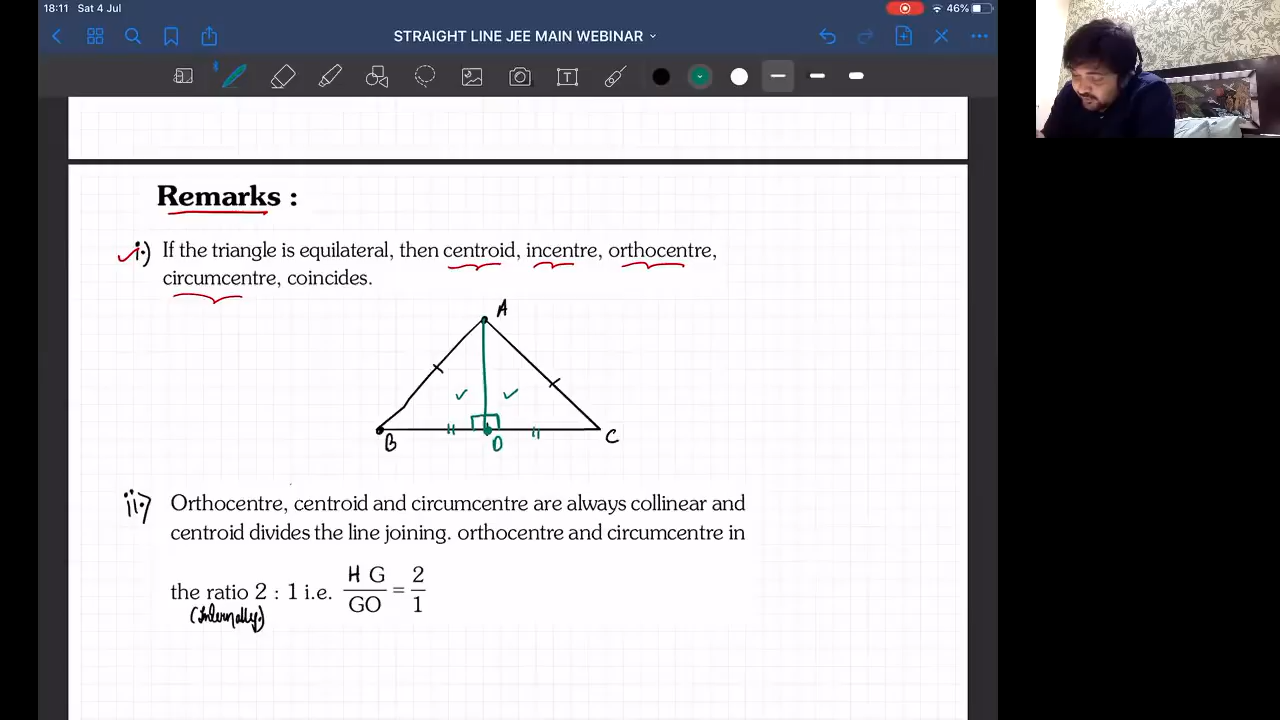 18:11 Sat 4 Jul
46%
STRAIGHT LINE JEE MAIN WEBINAR
T
Remarks :
i.) If the triangle is equilateral, then centroid, incentre, orthocentre,
circumcentre, coincides.
A
B
D
C
ii.) Orthocentre, centroid and circumcentre are always collinear and
centroid divides the line joining. orthocentre and circumcentre in
the ratio 2 : 1 i.e. HG/GO = 2/1
(Internally)